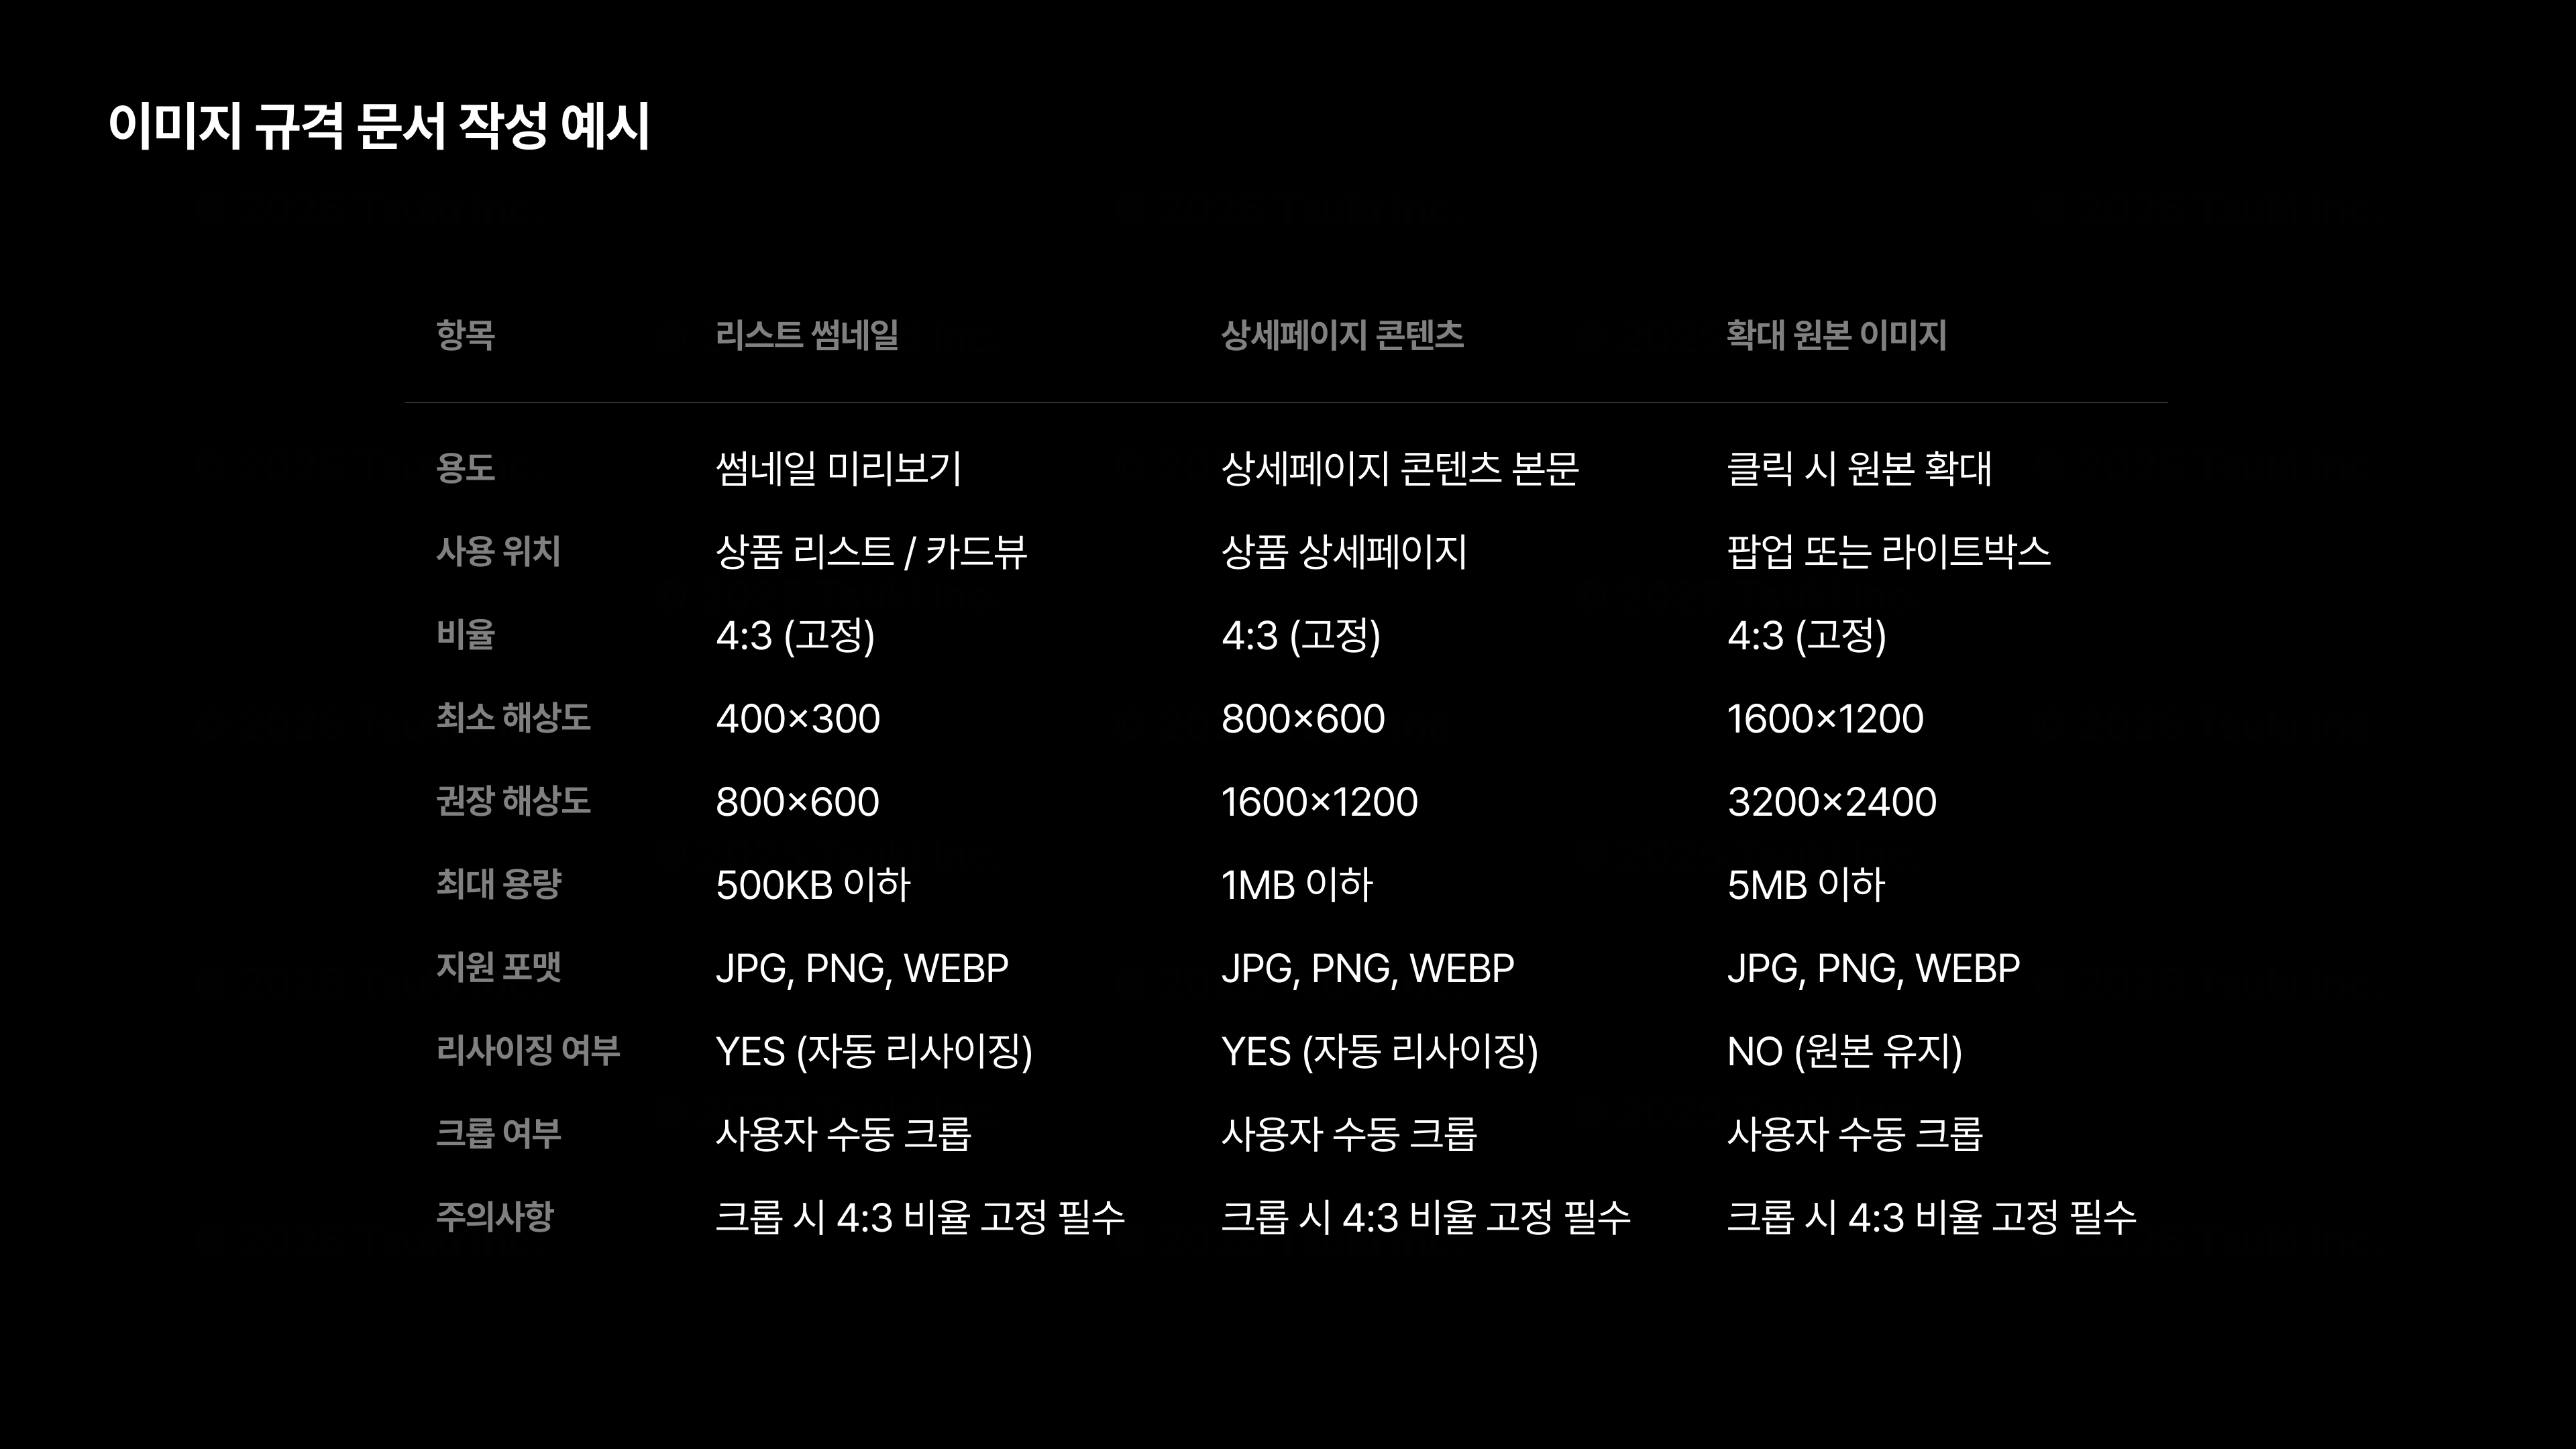 이미지 규격 문서 작성 예시
항목 리스트 썸네일 상세페이지 콘텐츠 확대 원본 이미지
용도 썸네일 미리보기 상세페이지 콘텐츠 본문 클릭 시 원본 확대
사용 위치 상품 리스트 / 카드뷰 상품 상세페이지 팝업 또는 라이트박스
비율 4:3 (고정) 4:3 (고정) 4:3 (고정)
최소 해상도 400×300 800×600 1600×1200
권장 해상도 800×600 1600×1200 3200×2400
최대 용량 500KB 이하 1MB 이하 5MB 이하
지원 포맷 JPG, PNG, WEBP JPG, PNG, WEBP JPG, PNG, WEBP
리사이징 여부 YES (자동 리사이징) YES (자동 리사이징) NO (원본 유지)
크롭 여부 사용자 수동 크롭 사용자 수동 크롭 사용자 수동 크롭
주의사항 크롭 시 4:3 비율 고정 필수 크롭 시 4:3 비율 고정 필수 크롭 시 4:3 비율 고정 필수